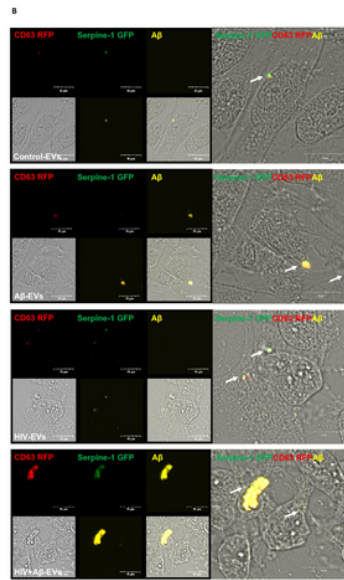 B
CD63 RFP Serpine-1 GFP Aβ Serpine-1 GFP CD63 RFP Aβ
Control-EVs
CD63 RFP Serpine-1 GFP Aβ Serpine-1 GFP CD63 RFP Aβ
Aβ-EVs
CD63 RFP Serpine-1 GFP Aβ Serpine-1 GFP CD63 RFP Aβ
HIV-EVs
CD63 RFP Serpine-1 GFP Aβ Serpine-1 GFP CD63 RFP Aβ
HIV+Aβ-EVs